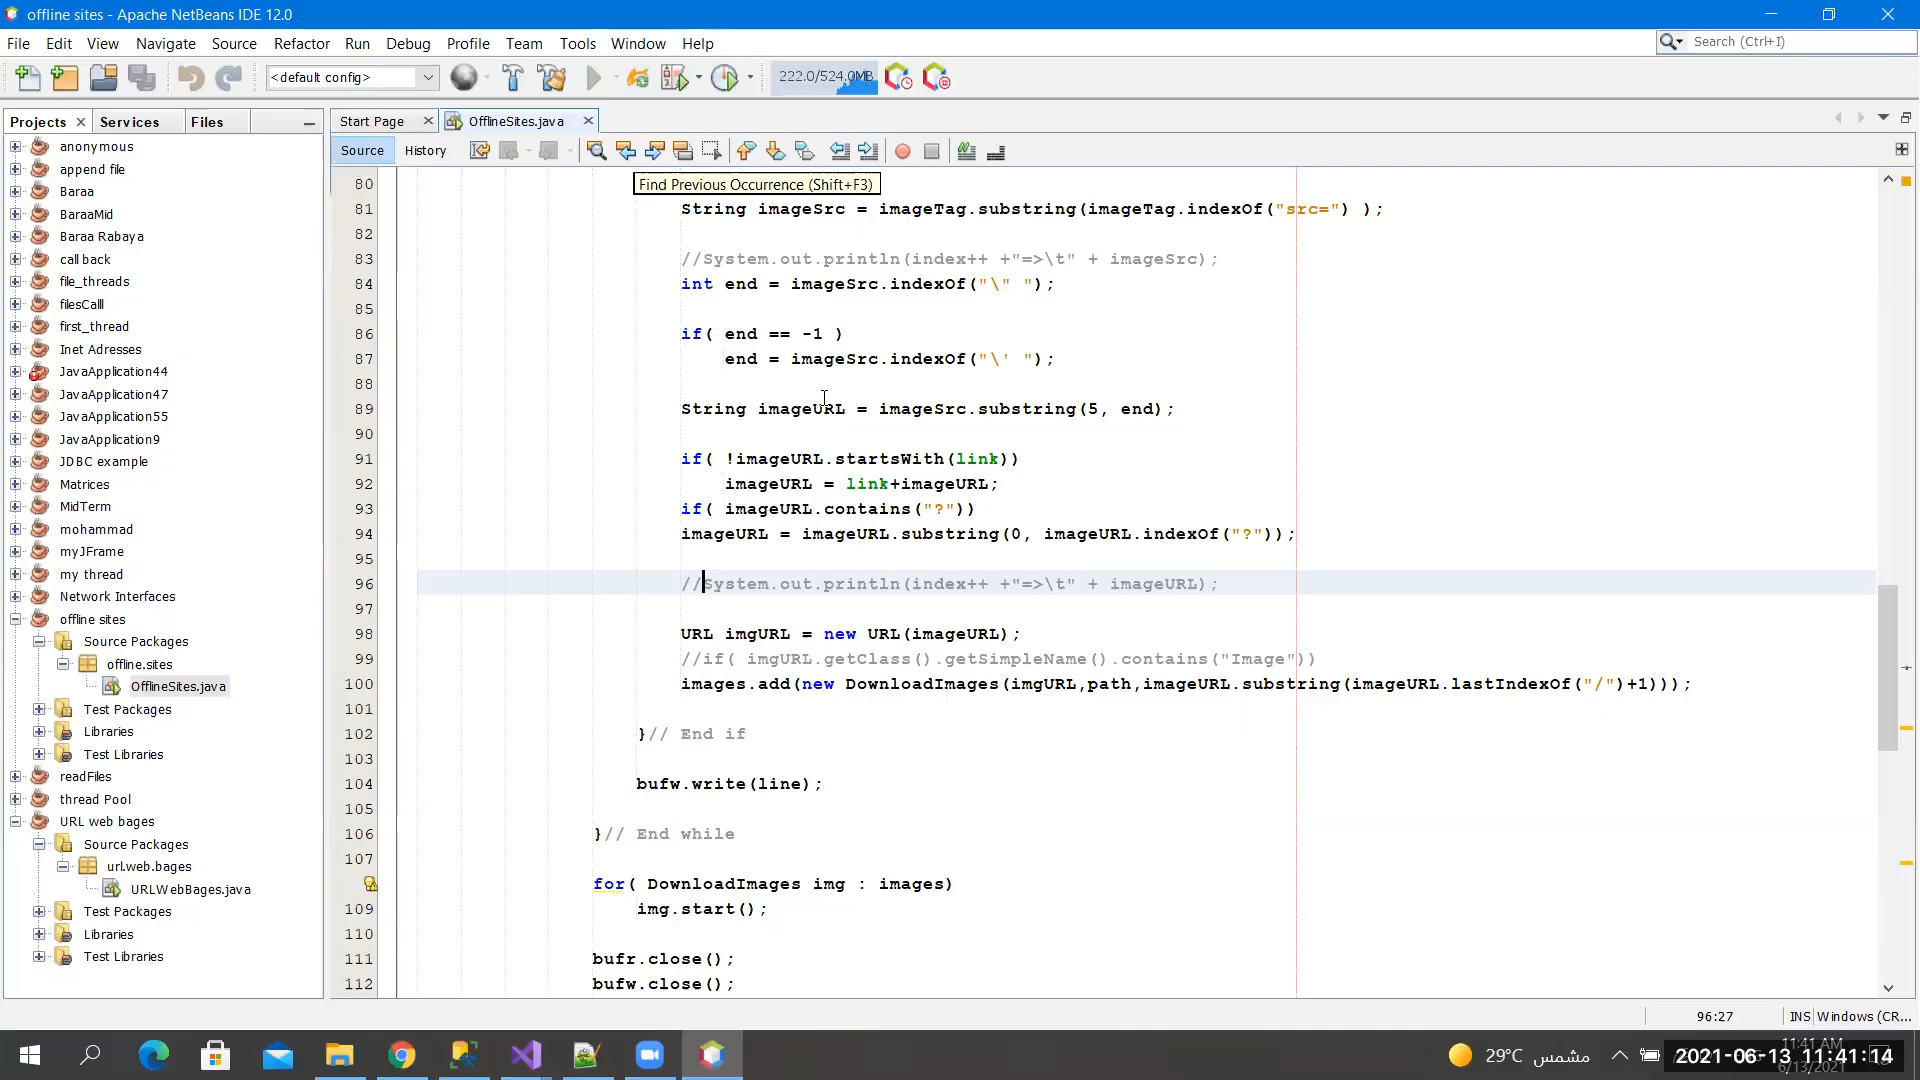 offline sites - Apache NetBeans IDE 12.0
File Edit View Navigate Source Refactor Run Debug Profile Team Tools Window Help
Search (Ctrl+I)
<default config>
222.0/524.0MB
Projects Services Files
Start Page OfflineSites.java
Source History
Find Previous Occurrence (Shift+F3)
anonymous
append file
Baraa
BaraaMid
Baraa Rabaya
call back
file_threads
filesCalll
first_thread
Inet Adresses
JavaApplication44
JavaApplication47
JavaApplication55
JavaApplication9
JDBC example
Matrices
MidTerm
mohammad
myJFrame
my thread
Network Interfaces
offline sites
Source Packages
offline.sites
OfflineSites.java
Test Packages
Libraries
Test Libraries
readFiles
thread Pool
URL web bages
Source Packages
url.web.bages
URLWebBages.java
Test Packages
Libraries
Test Libraries
80
81 String imageSrc = imageTag.substring(imageTag.indexOf("src=") );
82
83 //System.out.println(index++ +"=>\t" + imageSrc);
84 int end = imageSrc.indexOf("\" ");
85
86 if( end == -1 )
87 end = imageSrc.indexOf("\' ");
88
89 String imageURL = imageSrc.substring(5, end);
90
91 if( !imageURL.startsWith(link))
92 imageURL = link+imageURL;
93 if( imageURL.contains("?"))
94 imageURL = imageURL.substring(0, imageURL.indexOf("?"));
95
96 //System.out.println(index++ +"=>\t" + imageURL);
97
98 URL imgURL = new URL(imageURL);
99 //if( imgURL.getClass().getSimpleName().contains("Image"))
100 images.add(new DownloadImages(imgURL,path,imageURL.substring(imageURL.lastIndexOf("/")+1)));
101
102 }// End if
103
104 bufw.write(line);
105
106 }// End while
107
for( DownloadImages img : images)
109 img.start();
110
111 bufr.close();
112 bufw.close();
96:27 INS Windows (CR...
29°C مشمس
11:41 AM
2021-06-13 11:41:14
6/13/2021